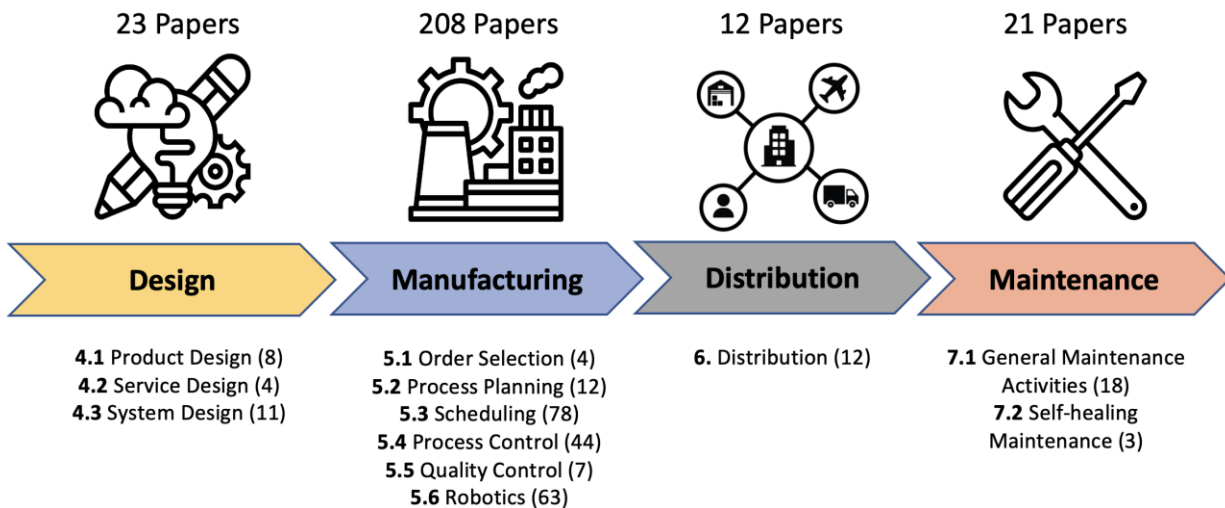 23 Papers
208 Papers
12 Papers
21 Papers
Design
Manufacturing
Distribution
Maintenance
4.1 Product Design (8)
4.2 Service Design (4)
4.3 System Design (11)
5.1 Order Selection (4)
5.2 Process Planning (12)
5.3 Scheduling (78)
5.4 Process Control (44)
5.5 Quality Control (7)
5.6 Robotics (63)
6. Distribution (12)
7.1 General Maintenance
Activities (18)
7.2 Self-healing
Maintenance (3)